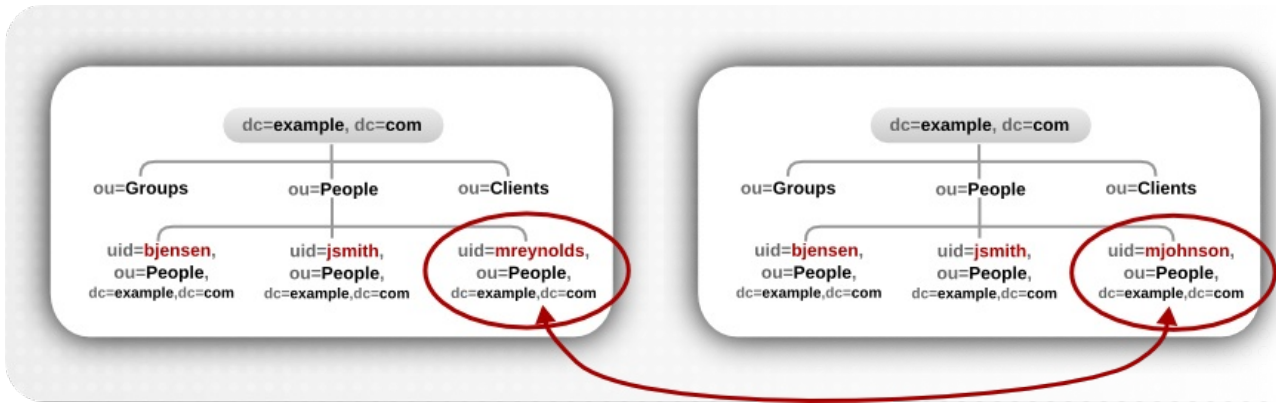 dc=example, dc=com
ou=Groups
ou=People
ou=Clients
uid=bjensen,
ou=People,
dc=example,dc=com
uid=jsmith,
ou=People,
dc=example,dc=com
uid=mreynolds,
ou=People,
dc=example,dc=com
dc=example, dc=com
ou=Groups
ou=People
ou=Clients
uid=bjensen,
ou=People,
dc=example,dc=com
uid=jsmith,
ou=People,
dc=example,dc=com
uid=mjohnson,
ou=People,
dc=example,dc=com